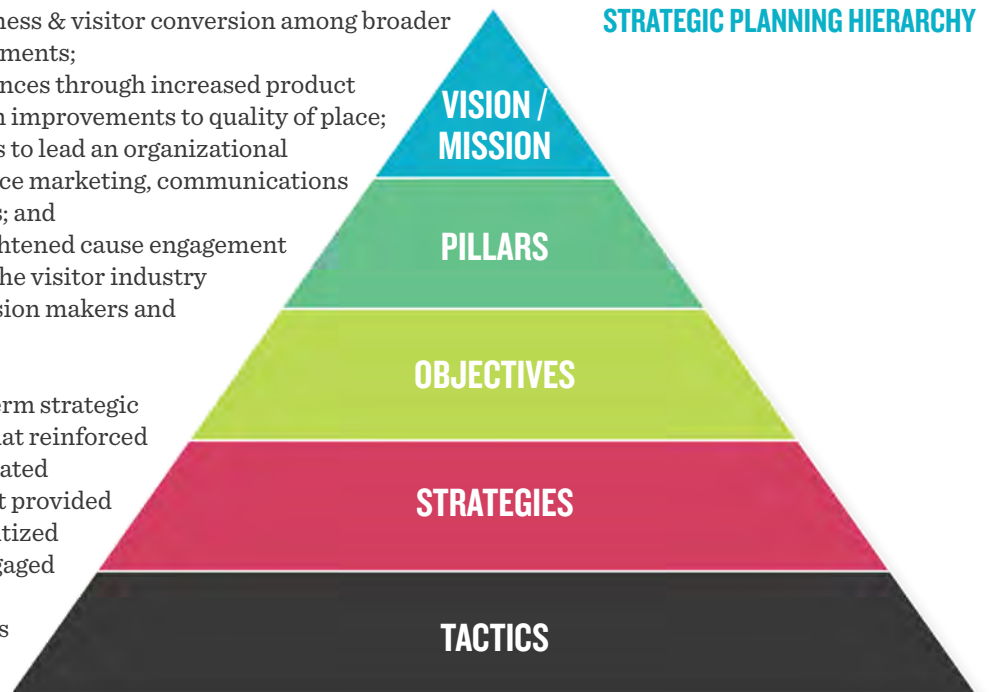 STRATEGIC PLANNING HIERARCHY
ness & visitor conversion among broader
ments;
nces through increased product
improvements to quality of place;
s to lead an organizational
ce marketing, communications
; and
htened cause engagement
he visitor industry
sion makers and
erm strategic
at reinforced
ated
t provided
tized
gaged
s
VISION /
MISSION
PILLARS
OBJECTIVES
STRATEGIES
TACTICS